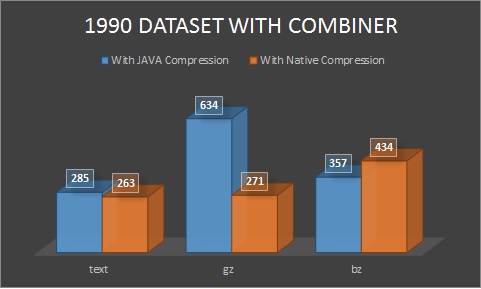 1990 DATASET WITH COMBINER
With JAVA Compression With Native Compression
634
285 263 271 357 434
text gz bz